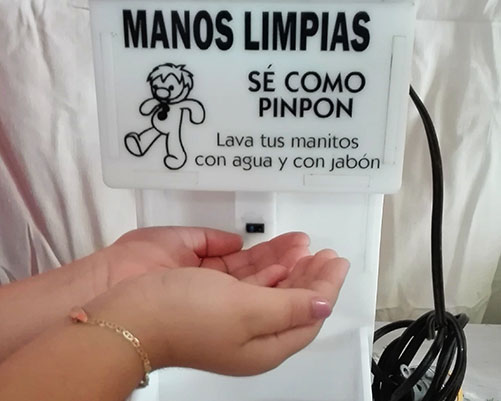 MANOS LIMPIAS
SÉ COMO
PINPON
Lava tus manitos
con agua y con jabón